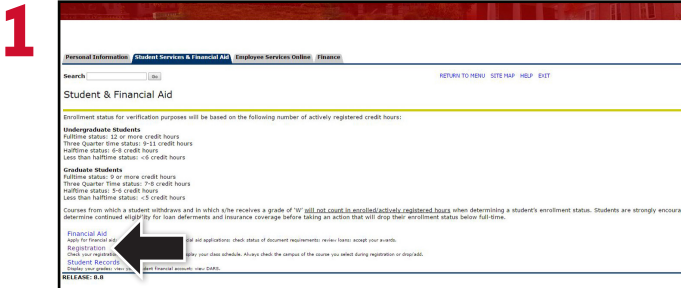 1
Personal Information Student Services & Financial Aid Employee Services Online Finance
Search Go RETURN TO MENU SITE MAP HELP EXIT
Student & Financial Aid
Enrollment status for verification purposes will be based on the following number of actively registered credit hours:
Undergraduate Students
Fulltime status: 12 or more credit hours
Three Quarter time status: 9-11 credit hours
Halftime status: 6-8 credit hours
Less than halftime status: <6 credit hours
Graduate Students
Fulltime status: 9 or more credit hours
Three Quarter Time status: 7-8 credit hours
Halftime status: 5-6 credit hours
Less than halftime status: <5 credit hours
Courses from which a student withdraws and in which s/he receives a grade of 'W' will not count in enrolled/actively registered hours when determining a student's enrollment status. Students are strongly encoura
determine continued eligibility for loan deferments and insurance coverage before taking an action that will drop their enrollment status below full-time.
Financial Aid
Apply for financial aid; cial aid applications; check status of document requirements; review loans; accept your awards.
Registration
Check your registration play your class schedule. Always check the campus of the course you select during registration or drop/add.
Student Records
Display your grades; view dent financial account; view DARS.
RELEASE: 8.8